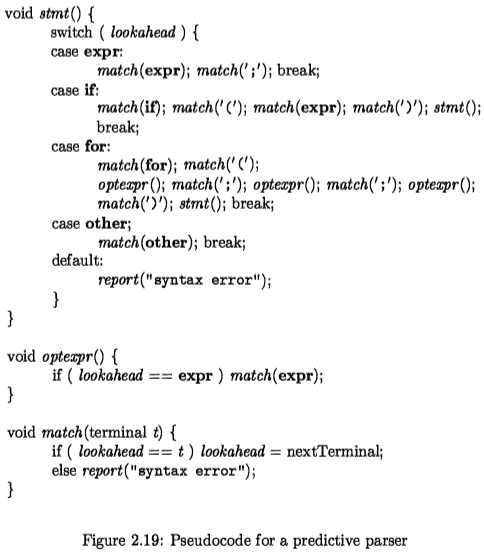 void stmt() {
switch ( lookahead ) {
case expr:
match(expr); match(';'); break;
case if:
match(if); match('('); match(expr); match(')'); stmt();
break;
case for:
match(for); match('(');
optexpr(); match(';'); optexpr(); match(';'); optexpr();
match(')'); stmt(); break;
case other;
match(other); break;
default:
report("syntax error");
}
}
void optexpr() {
if ( lookahead == expr ) match(expr);
}
void match(terminal t) {
if ( lookahead == t ) lookahead = nextTerminal;
else report("syntax error");
}
Figure 2.19: Pseudocode for a predictive parser